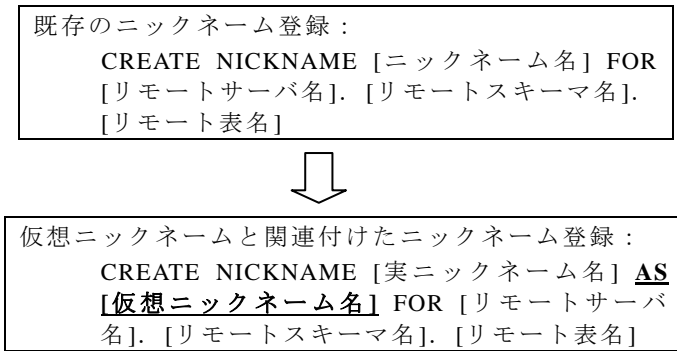 既存のニックネーム登録：
CREATE NICKNAME [ニックネーム名] FOR
[リモートサーバ名]. [リモートスキーマ名].
[リモート表名]
仮想ニックネームと関連付けたニックネーム登録：
CREATE NICKNAME [実ニックネーム名] AS
[仮想ニックネーム名] FOR [リモートサーバ
名]. [リモートスキーマ名]. [リモート表名]